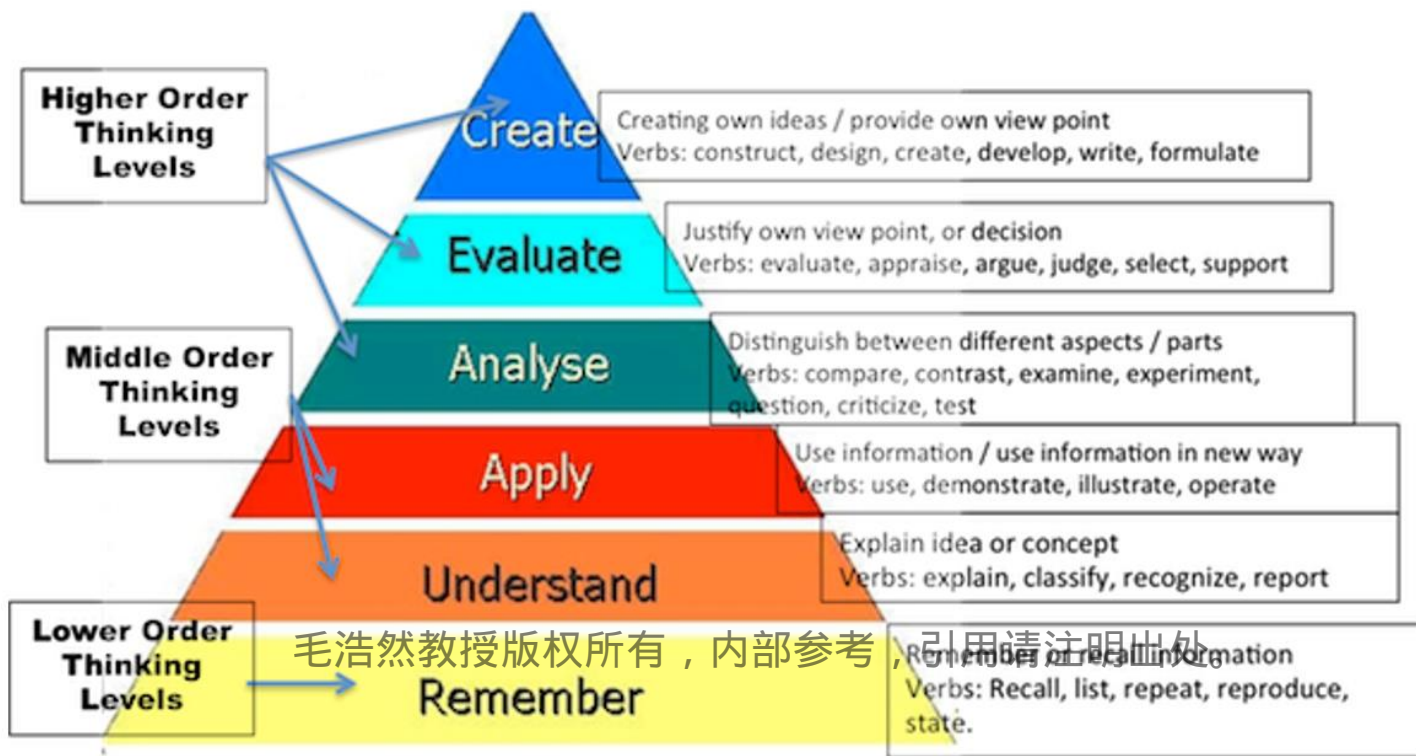 Higher Order
Thinking
Levels
Create
Creating own ideas / provide own view point
Verbs: construct, design, create, develop, write, formulate
Evaluate
Justify own view point, or decision
Verbs: evaluate, appraise, argue, judge, select, support
Middle Order
Thinking
Levels
Analyse
Distinguish between different aspects / parts
Verbs: compare, contrast, examine, experiment,
question, criticize, test
Apply
Use information / use information in new way
Verbs: use, demonstrate, illustrate, operate
Understand
Explain idea or concept
Verbs: explain, classify, recognize, report
Lower Order
Thinking
Levels
毛浩然教授版权所有，内部参考，引用请注明出处。
Remember
Remember or recall information
Verbs: Recall, list, repeat, reproduce,
state.